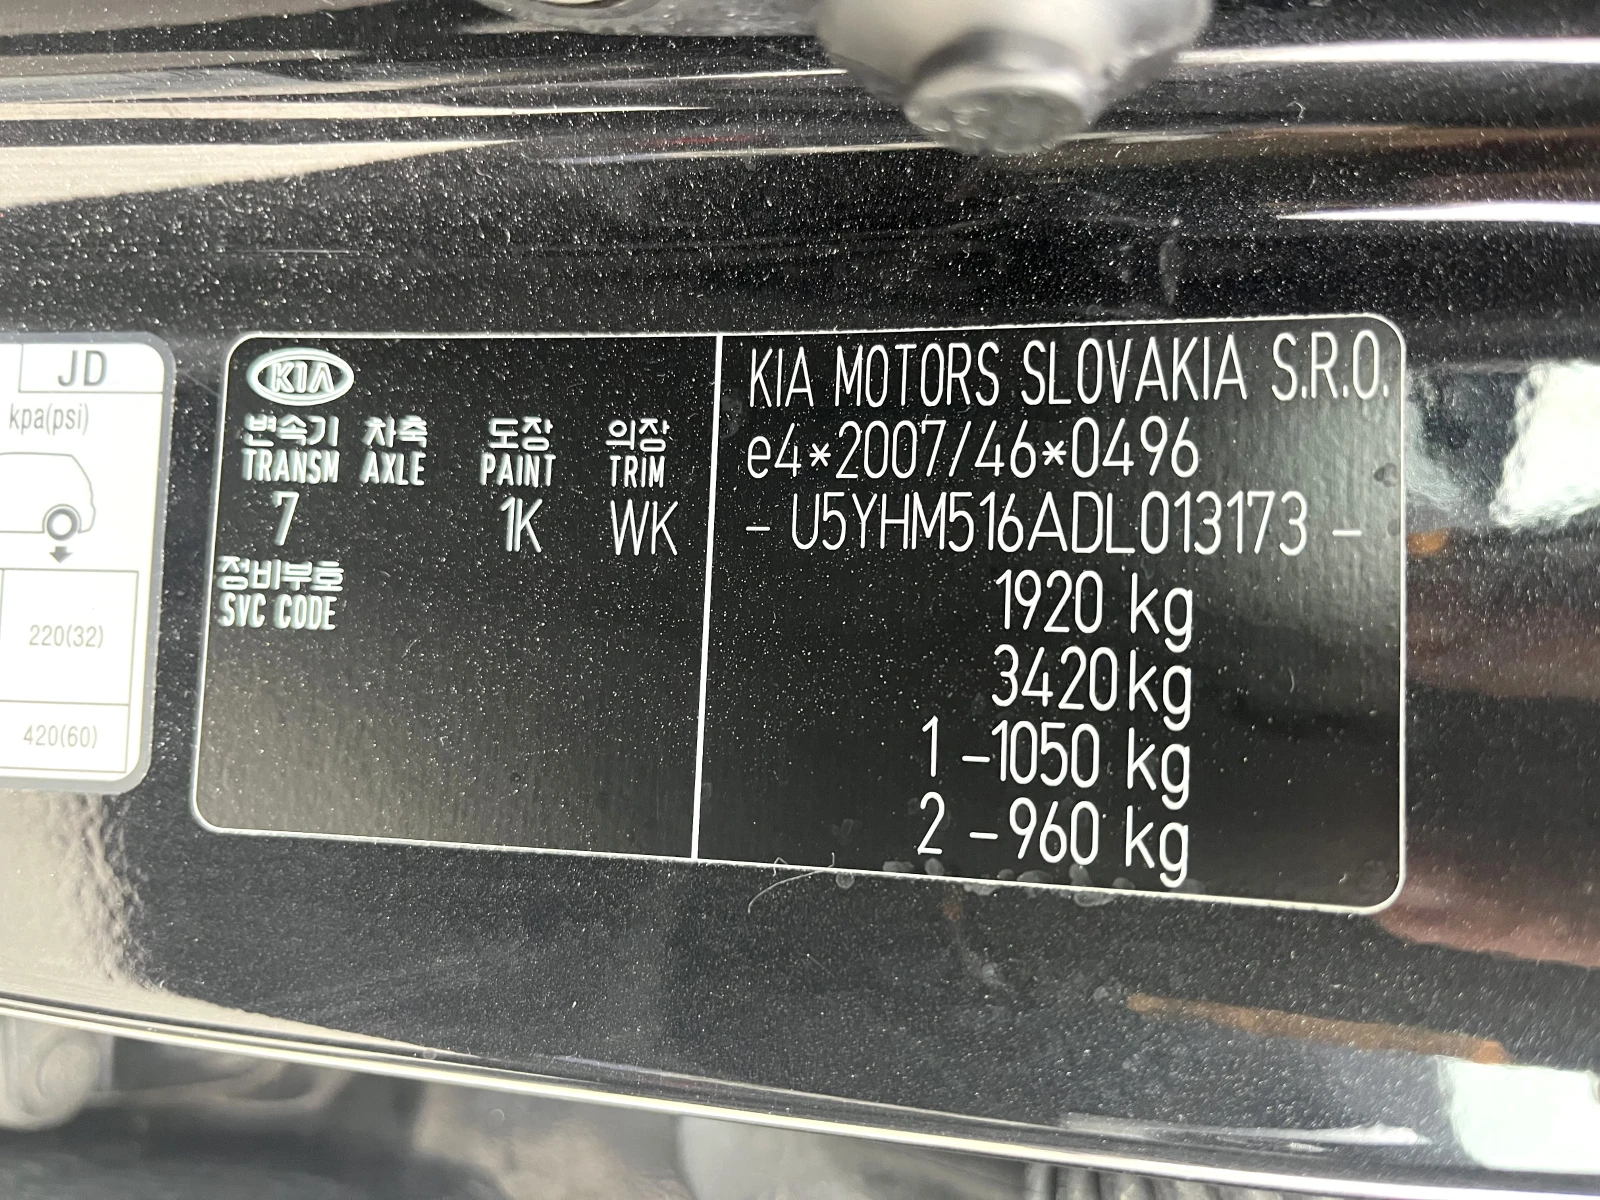 JD
kpa(psi)
220(32)
420(60)
KIA
변속기 차축 도장 의장
TRANSM AXLE PAINT TRIM
7 1K WK
정비부호
SVC CODE
KIA MOTORS SLOVAKIA S.R.O.
e4*2007/46*0496
- U5YHM516ADL013173 -
1920 kg
3420 kg
1 -1050 kg
2 -960 kg